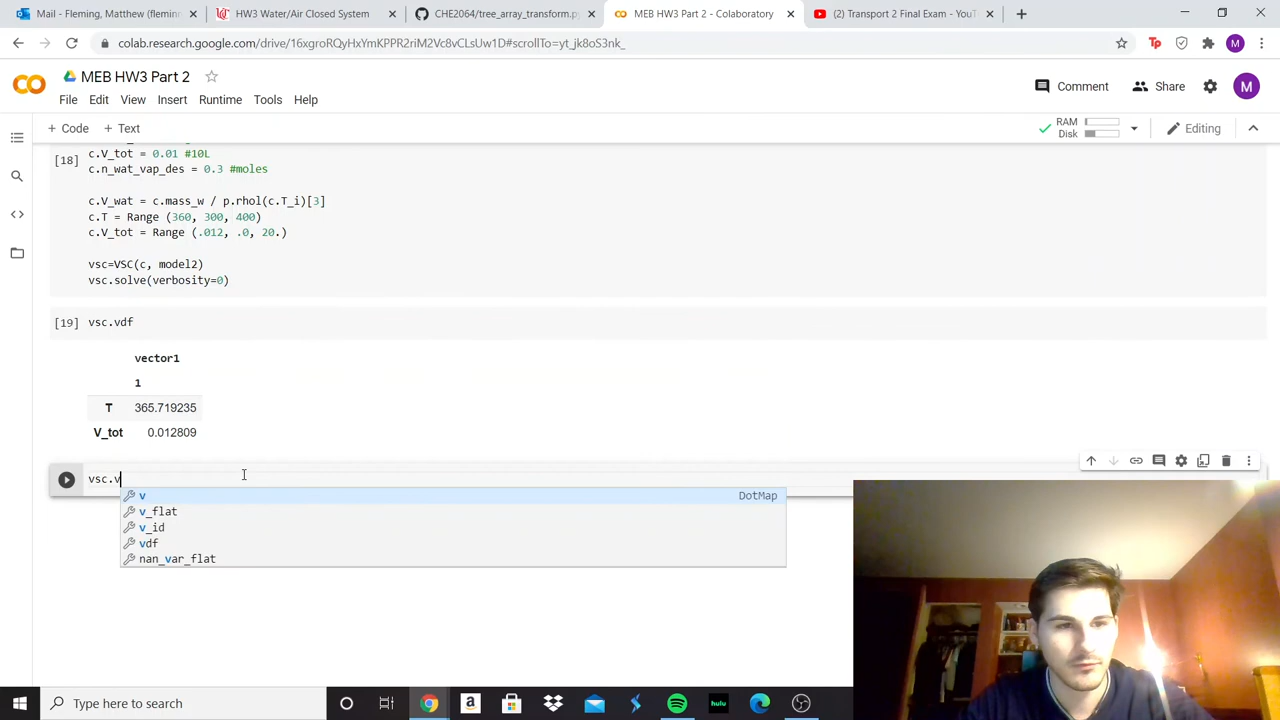 Mail - Fleming, Matthew (flemin
HW3 Water/Air Closed System
CHE2064/tree_array_transform.p
MEB HW3 Part 2 - Colaboratory
(2) Transport 2 Final Exam - You
colab.research.google.com/drive/16xgroRQyHxYmKPPR2riM2Vc8vCLsUw1D#scrollTo=yt_jk8oS3nk_
Tp
M
CO
MEB HW3 Part 2
Comment
Share
M
File
Edit
View
Insert
Runtime
Tools
Help
+ Code
+ Text
RAM
Disk
Editing
[18]
c.V_tot = 0.01 #10L
c.n_wat_vap_des = 0.3 #moles
c.V_wat = c.mass_w / p.rhol(c.T_i)[3]
c.T = Range (360, 300, 400)
c.V_tot = Range (.012, .0, 20.)
vsc=VSC(c, model2)
vsc.solve(verbosity=0)
[19]
vsc.vdf
vector1
1
T 365.719235
V_tot 0.012809
vsc.v
v DotMap
v_flat
v_id
vdf
nan_var_flat
Type here to search
a
hulu